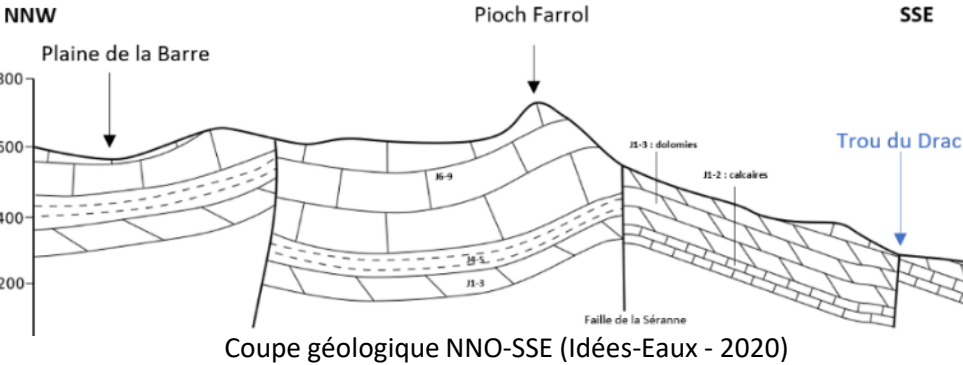 NNW
Pioch Farrol
SSE
Plaine de la Barre
800
600
400
200
Trou du Drac
J1-3 : dolomies
J1-2 : calcaires
J6-9
J4-5
J1-3
Faille de la Séranne
Coupe géologique NNO-SSE (Idées-Eaux - 2020)